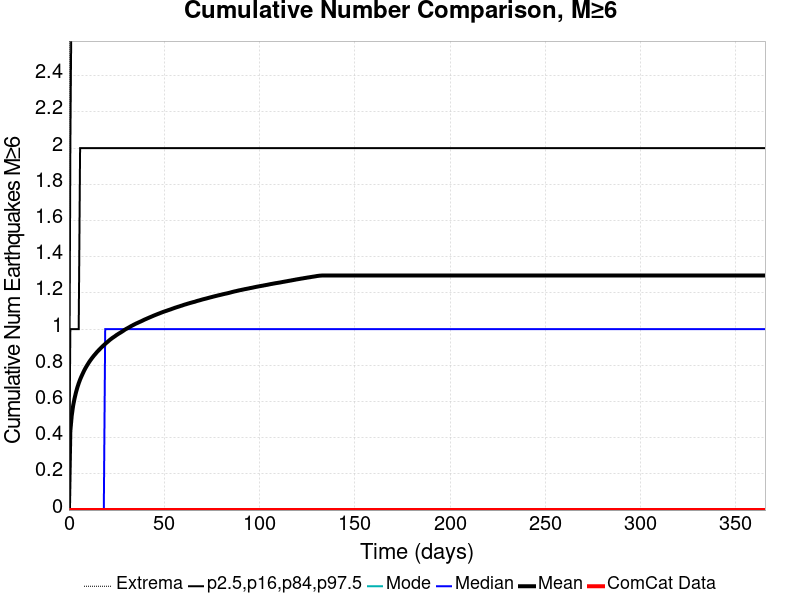 Cumulative Number Comparison, M≥6
Cumulative Num Earthquakes M≥6
2.4
2.2
2
1.8
1.6
1.4
1.2
1
0.8
0.6
0.4
0.2
0
0 50 100 150 200 250 300 350
Time (days)
Extrema p2.5,p16,p84,p97.5 Mode Median Mean ComCat Data